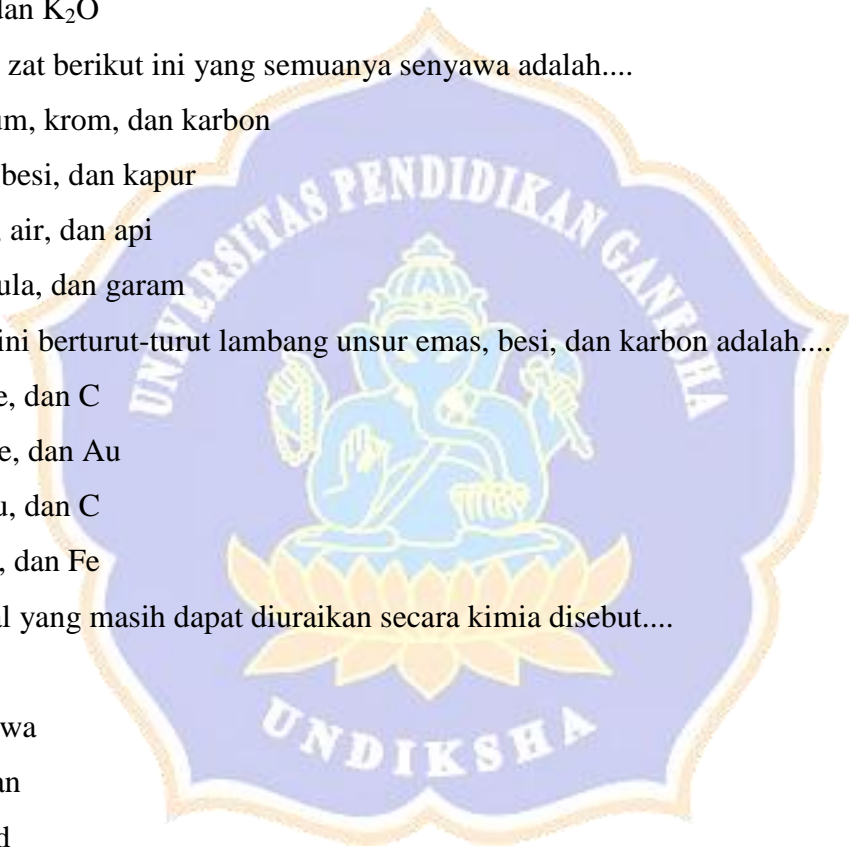 dan K₂O
zat berikut ini yang semuanya senyawa adalah....
um, krom, dan karbon
besi, dan kapur
air, dan api
ula, dan garam
ini berturut-turut lambang unsur emas, besi, dan karbon adalah....
e, dan C
e, dan Au
u, dan C
, dan Fe
al yang masih dapat diuraikan secara kimia disebut....
wa
an
d
UNIVERSITAS PENDIDIKAN GANESHA
UNDIKSHA